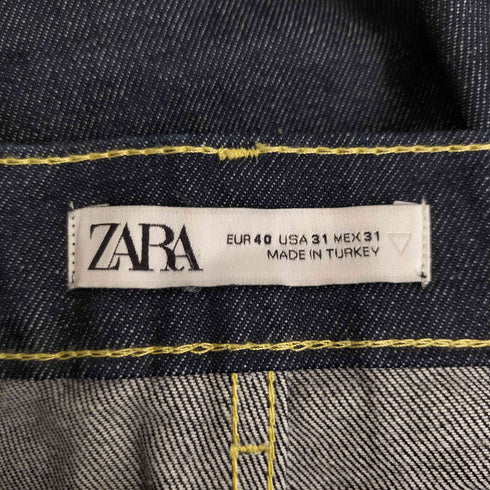 ZARA
EUR 40 USA 31 MEX 31
MADE IN TURKEY